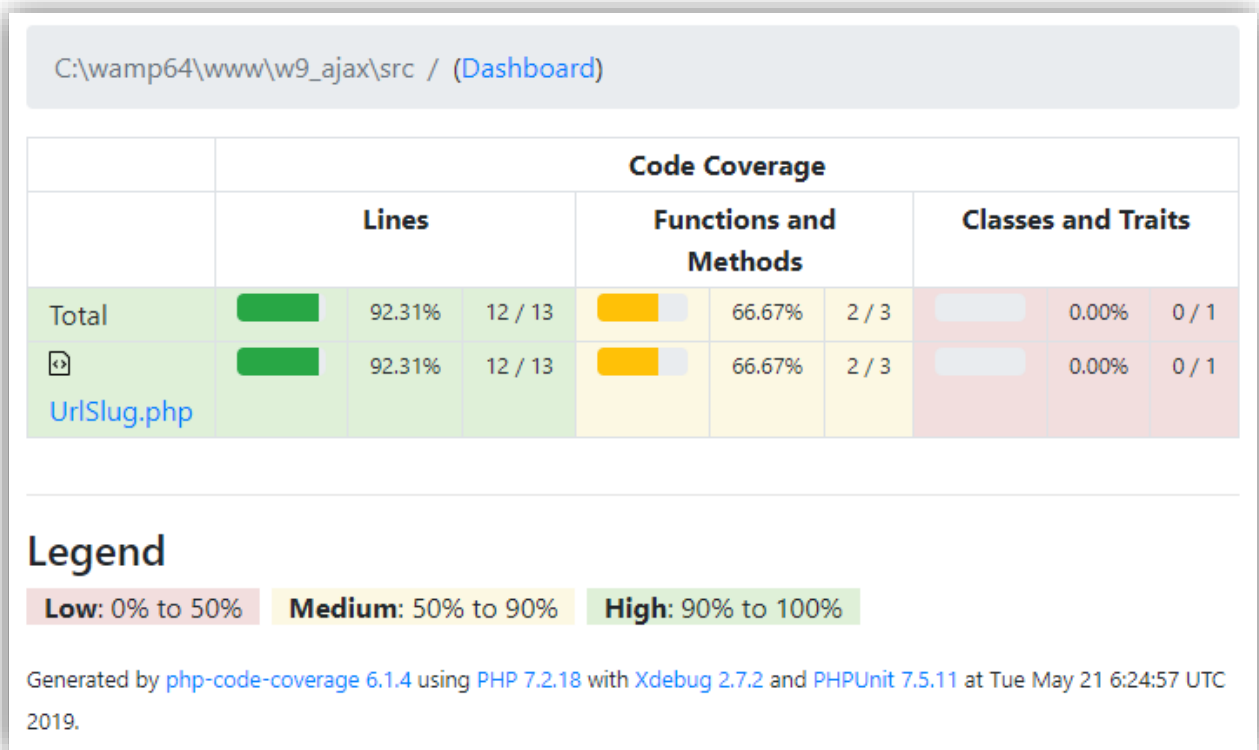 C:\wamp64\www\w9_ajax\src / (Dashboard)
Code Coverage
Lines Functions and Methods Classes and Traits
Total 92.31% 12 / 13 66.67% 2 / 3 0.00% 0 / 1
UrlSlug.php 92.31% 12 / 13 66.67% 2 / 3 0.00% 0 / 1
Legend
Low: 0% to 50% Medium: 50% to 90% High: 90% to 100%
Generated by php-code-coverage 6.1.4 using PHP 7.2.18 with Xdebug 2.7.2 and PHPUnit 7.5.11 at Tue May 21 6:24:57 UTC
2019.